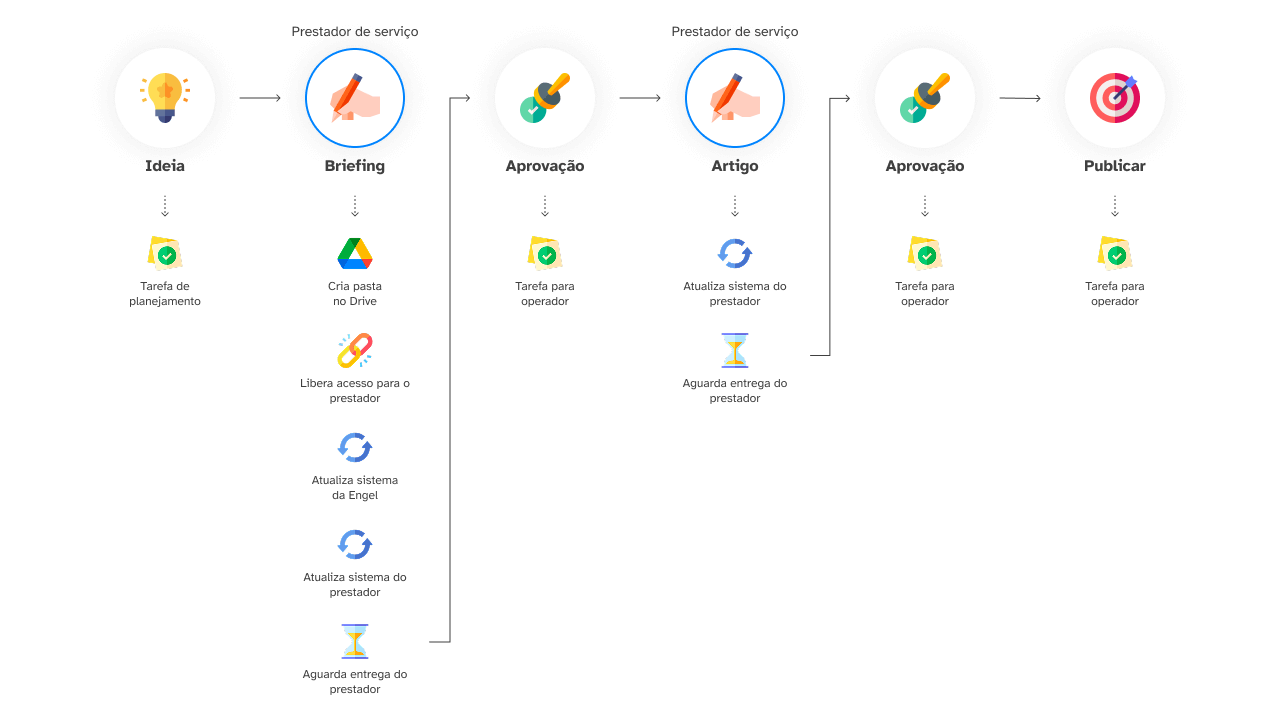 Prestador de serviço
Prestador de serviço
Ideia
Briefing
Aprovação
Artigo
Aprovação
Publicar
Tarefa de
planejamento
Cria pasta
no Drive
Libera acesso para o
prestador
Atualiza sistema
da Engel
Atualiza sistema do
prestador
Aguarda entrega do
prestador
Tarefa para
operador
Atualiza sistema do
prestador
Aguarda entrega do
prestador
Tarefa para
operador
Tarefa para
operador